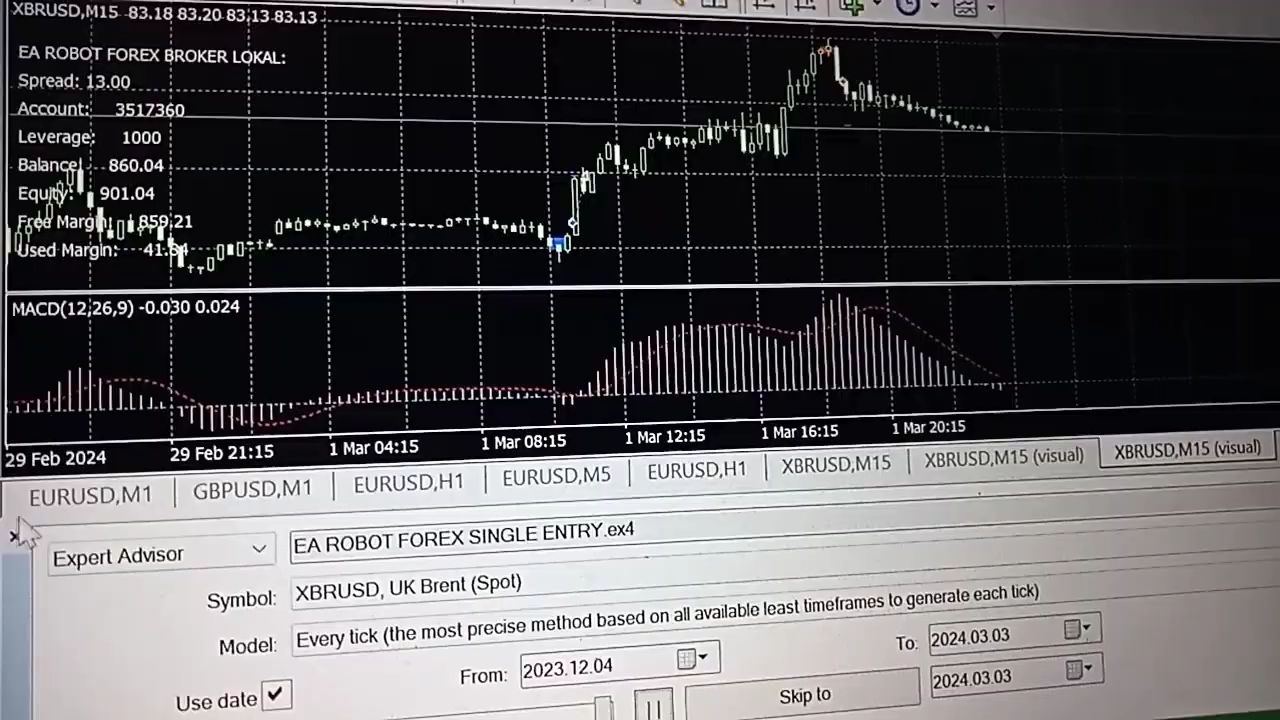 XBRUSD,M15 83.18 83.20 83.13 83.13
EA ROBOT FOREX BROKER LOKAL:
Spread: 13.00
Account: 3517360
Leverage: 1000
Balance: 860.04
Equity: 901.04
Free Margin: 859.21
Used Margin: 41.84
MACD(12,26,9) -0.030 0.024
29 Feb 2024 29 Feb 21:15 1 Mar 04:15 1 Mar 08:15 1 Mar 12:15 1 Mar 16:15 1 Mar 20:15
EURUSD,M1 GBPUSD,M1 EURUSD,H1 EURUSD,M5 EURUSD,H1 XBRUSD,M15 XBRUSD,M15 (visual) XBRUSD,M15 (visual)
Expert Advisor EA ROBOT FOREX SINGLE ENTRY.ex4
Symbol: XBRUSD, UK Brent (Spot)
Model: Every tick (the most precise method based on all available least timeframes to generate each tick)
Use date From: 2023.12.04 To: 2024.03.03
Skip to 2024.03.03